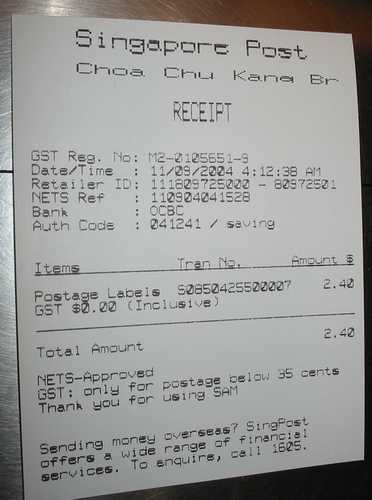 Singapore Post
Choa Chu Kang Br
RECEIPT
GST Reg. No: M2-0105651-9
Date/Time : 11/09/2004 4:12:38 AM
Retailer ID: 111809725000 - 80972501
NETS Ref : 110904041528
Bank : OCBC
Auth Code : 041241 / saving
Items Tran No. Amount $
Postage Labels S0850425500007 2.40
GST $0.00 (Inclusive)
2.40
Total Amount
NETS-Approved
GST: only for postage below 35 cents
Thank you for using SAM
Sending money overseas? SingPost
offers a wide range of financial
services. To enquire, call 1605.